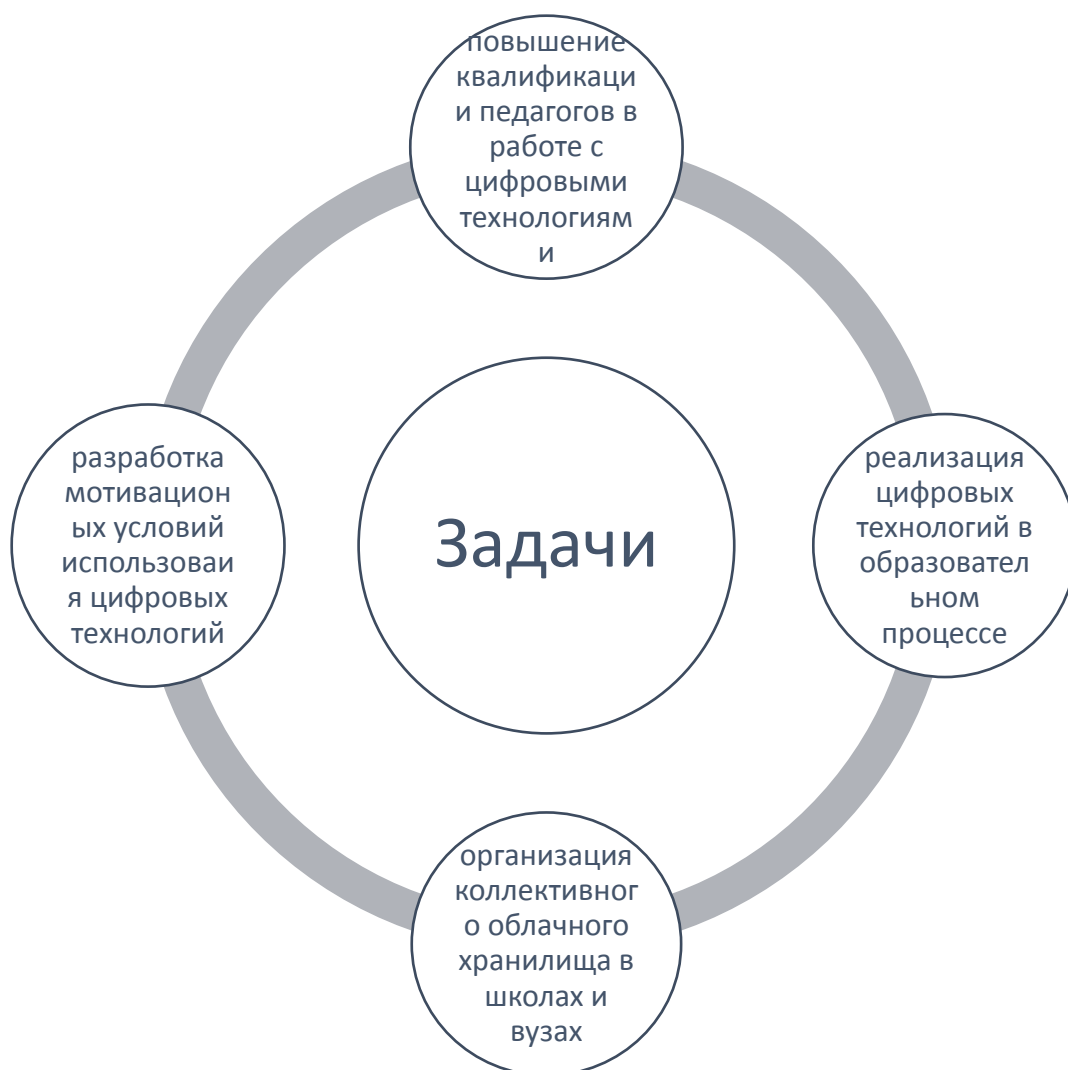 повышение
квалификаци
и педагогов в
работе с
цифровыми
технологиям
и
разработка
мотивацион
ых условий
использоваи
я цифровых
технологий
Задачи
реализация
цифровых
технологий в
образовател
ьном
процессе
организация
коллективног
о облачного
хранилища в
школах и
вузах